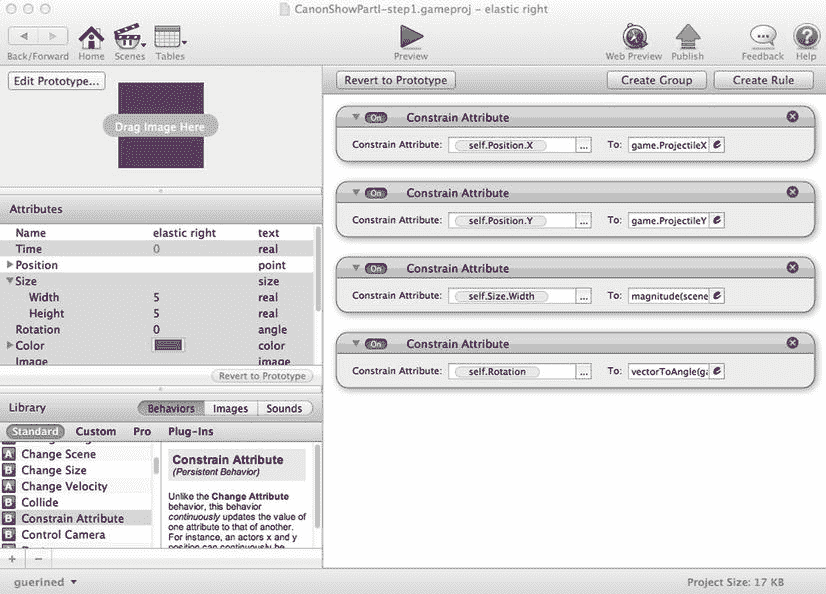 CanonShowPartI-step1.gameproj – elastic right
Back/Forward Home Scenes Tables Preview Web Preview Publish Feedback Help
Edit Prototype...
Drag Image Here
Attributes
Name elastic right text
Time 0 real
Position point
Size size
Width 5 real
Height 5 real
Rotation 0 angle
Color color
Image image
Revert to Prototype
Library Behaviors Images Sounds
Standard Custom Pro Plug-Ins
Change Scene
Change Size
Change Velocity
Collide
Constrain Attribute
Control Camera
Constrain Attribute
(Persistent Behavior)
Unlike the Change Attribute
behavior, this behavior
continuously updates the value of
one attribute to that of another.
For instance, an actors x and y
position can continuously be
+ −
guerined
Revert to Prototype Create Group Create Rule
On Constrain Attribute
Constrain Attribute: self.Position.X ... To: game.ProjectileX e
On Constrain Attribute
Constrain Attribute: self.Position.Y ... To: game.ProjectileY e
On Constrain Attribute
Constrain Attribute: self.Size.Width ... To: magnitude(scene e
On Constrain Attribute
Constrain Attribute: self.Rotation ... To: vectorToAngle(ga e
Project Size: 17 KB